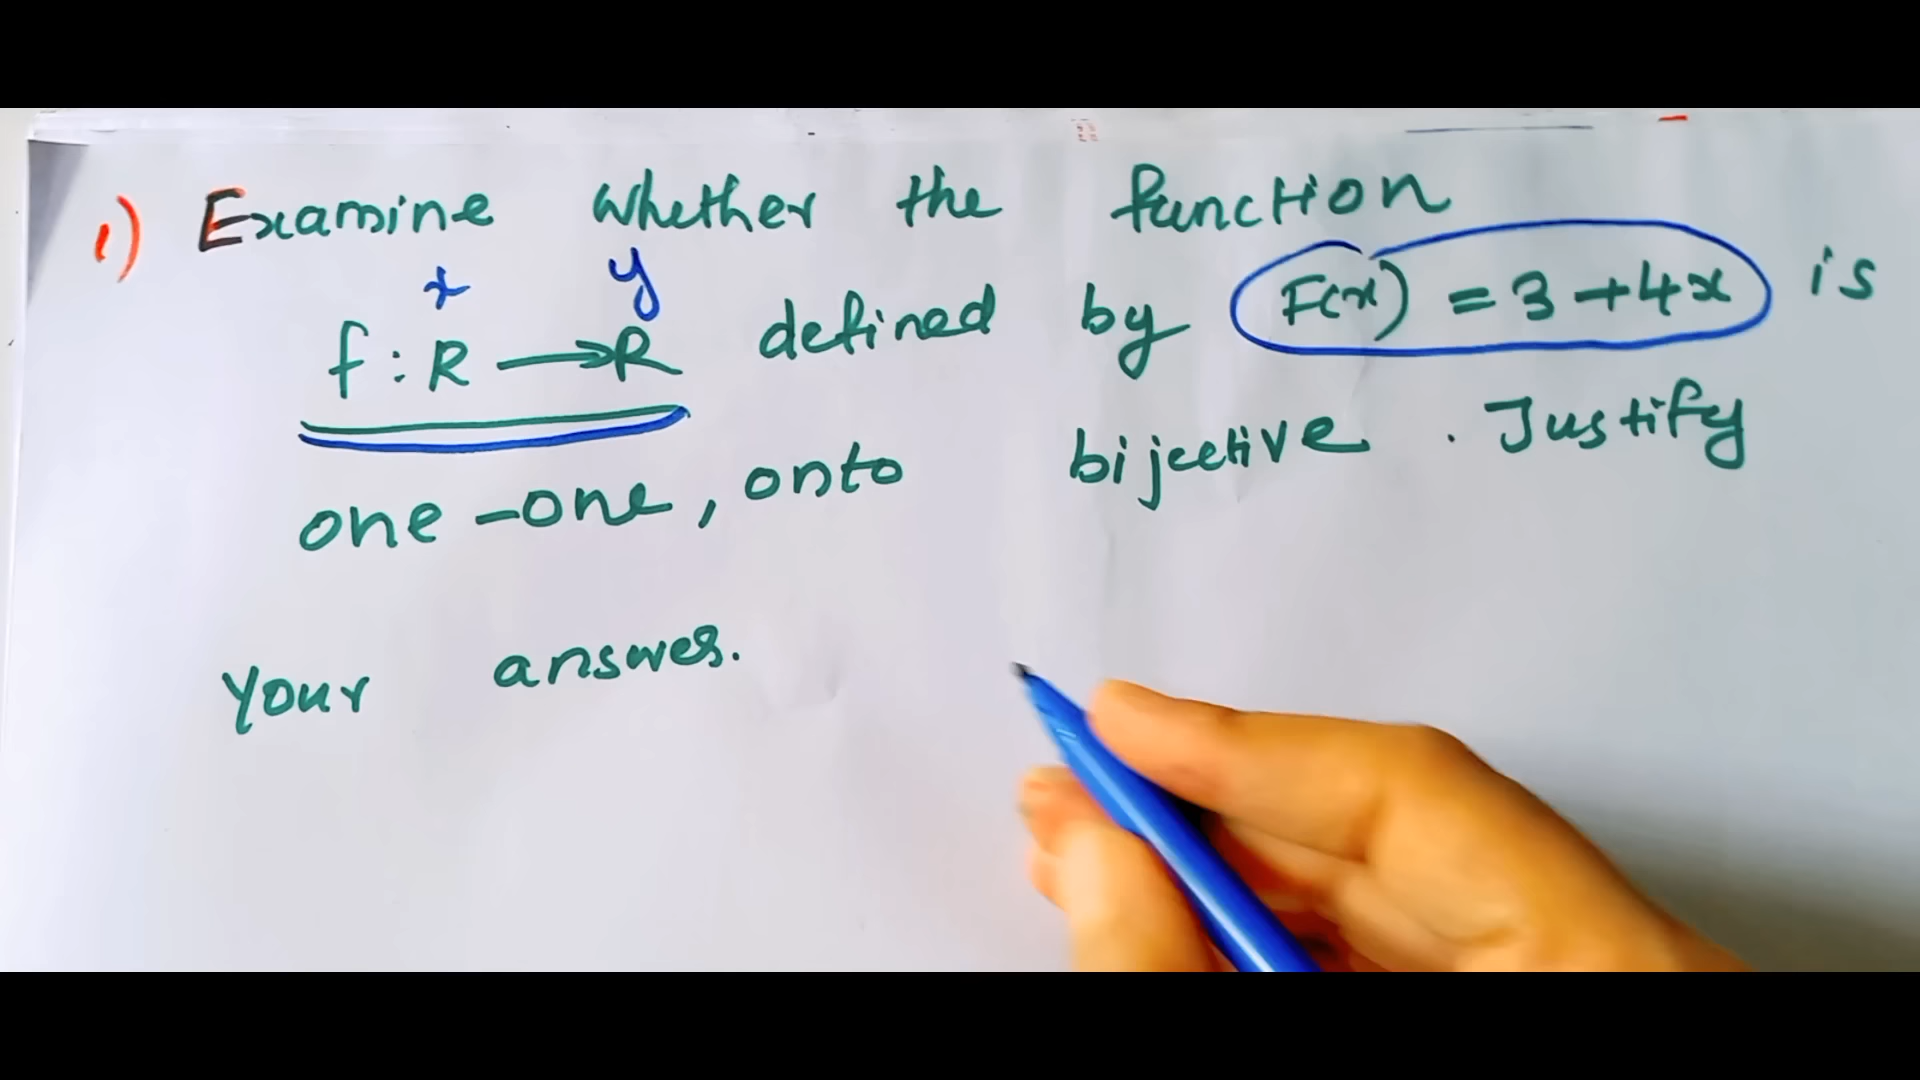 1) Examine whether the function
x y
f : R → R defined by F(x) = 3 + 4x is
one - one, onto bijective . Justify
Your answer.